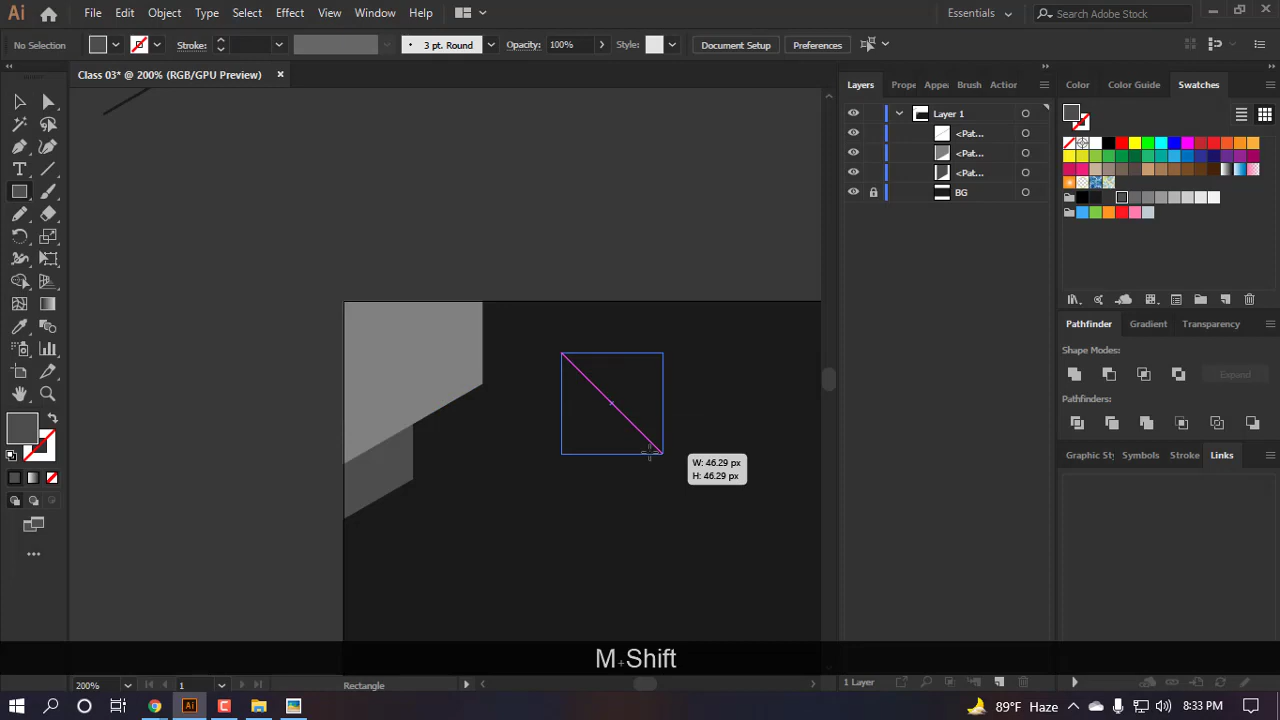 Ai File Edit Object Type Select Effect View Window Help Essentials Search Adobe Stock
No Selection Stroke: 3 pt. Round Opacity: 100% Style: Document Setup Preferences
Class 03* @ 200% (RGB/GPU Preview) ×
Layers Prope Appe Brush Action Color Color Guide Swatches
Layer 1
<Pat...
<Pat...
<Pat...
BG
Pathfinder Gradient Transparency
Shape Modes:
Expand
Pathfinders:
Graphic Sty Symbols Stroke Links
W: 46.29 px
H: 46.29 px
M+Shift
200% 1 Rectangle 1 Layer
Ai 89°F Haze 8:33 PM